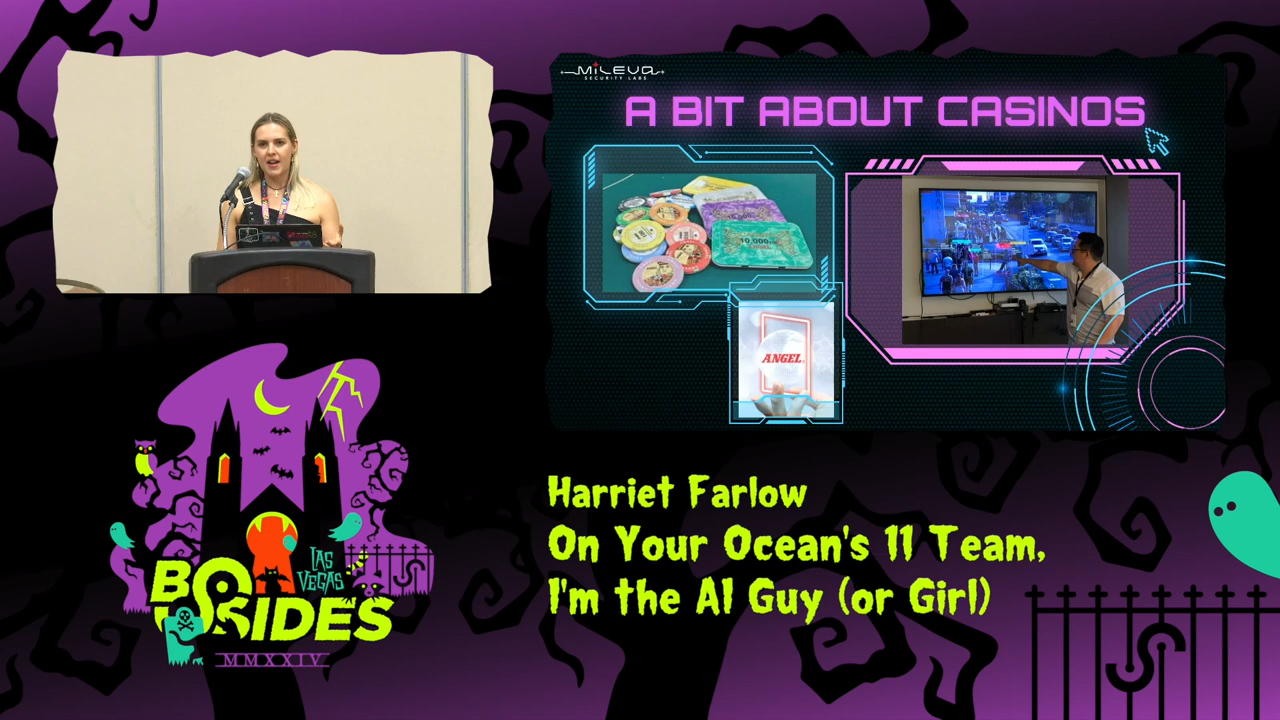 MiLEVA
SECURITY LABS
A BIT ABOUT CASINOS
10,000
ANGEL
Harriet Farlow
On Your Ocean's 11 Team,
I'm the AI Guy (or Girl)
LAS
VEGAS
BSIDES
MMXXIV